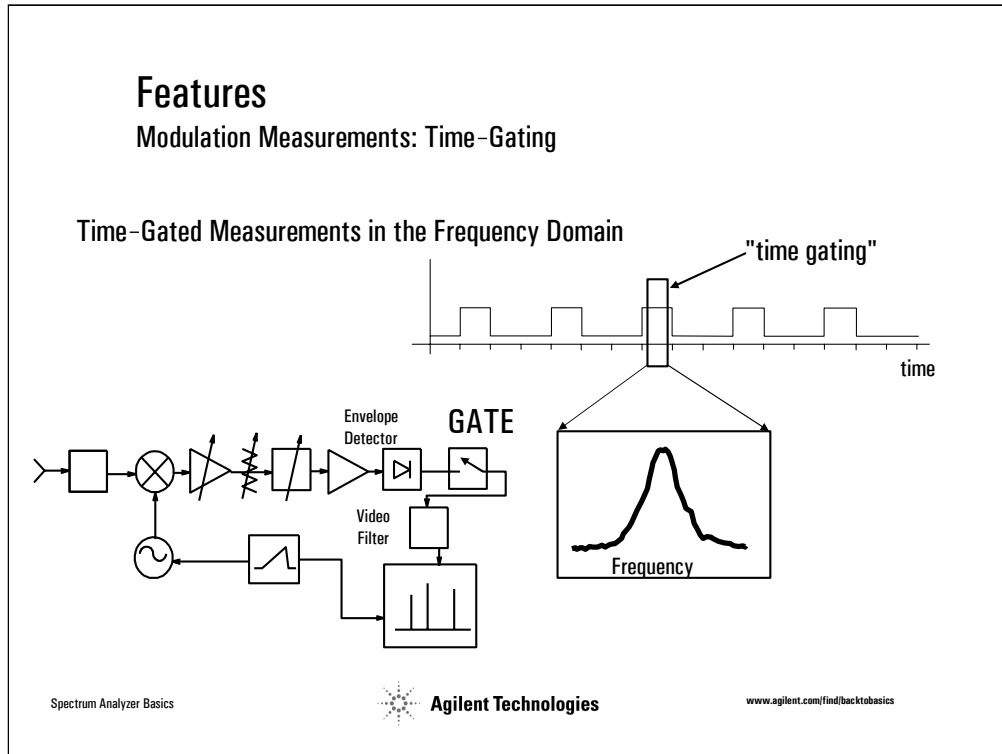 Features
Modulation Measurements: Time-Gating
Time-Gated Measurements in the Frequency Domain
"time gating"
time
Envelope
Detector
GATE
Video
Filter
Frequency
Spectrum Analyzer Basics
Agilent Technologies
www.agilent.com/find/backtobasics